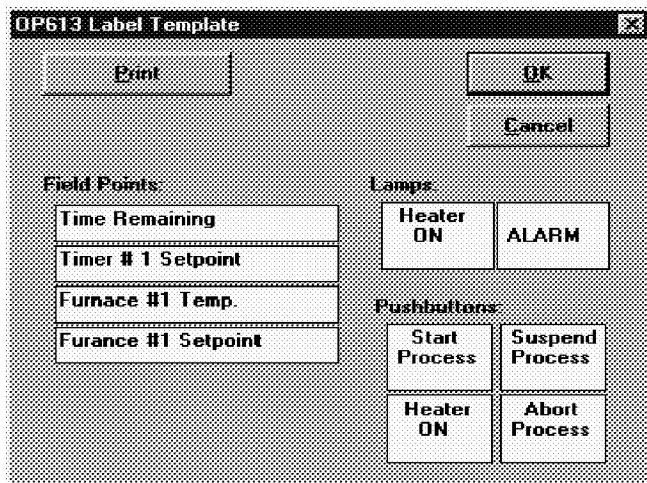 OP613 Label Template
Print
OK
Cancel
Field Points:
Time Remaining
Timer # 1 Setpoint
Furnace #1 Temp.
Furance #1 Setpoint
Lamps:
Heater
ON
ALARM
Pushbuttons:
Start
Process
Suspend
Process
Heater
ON
Abort
Process